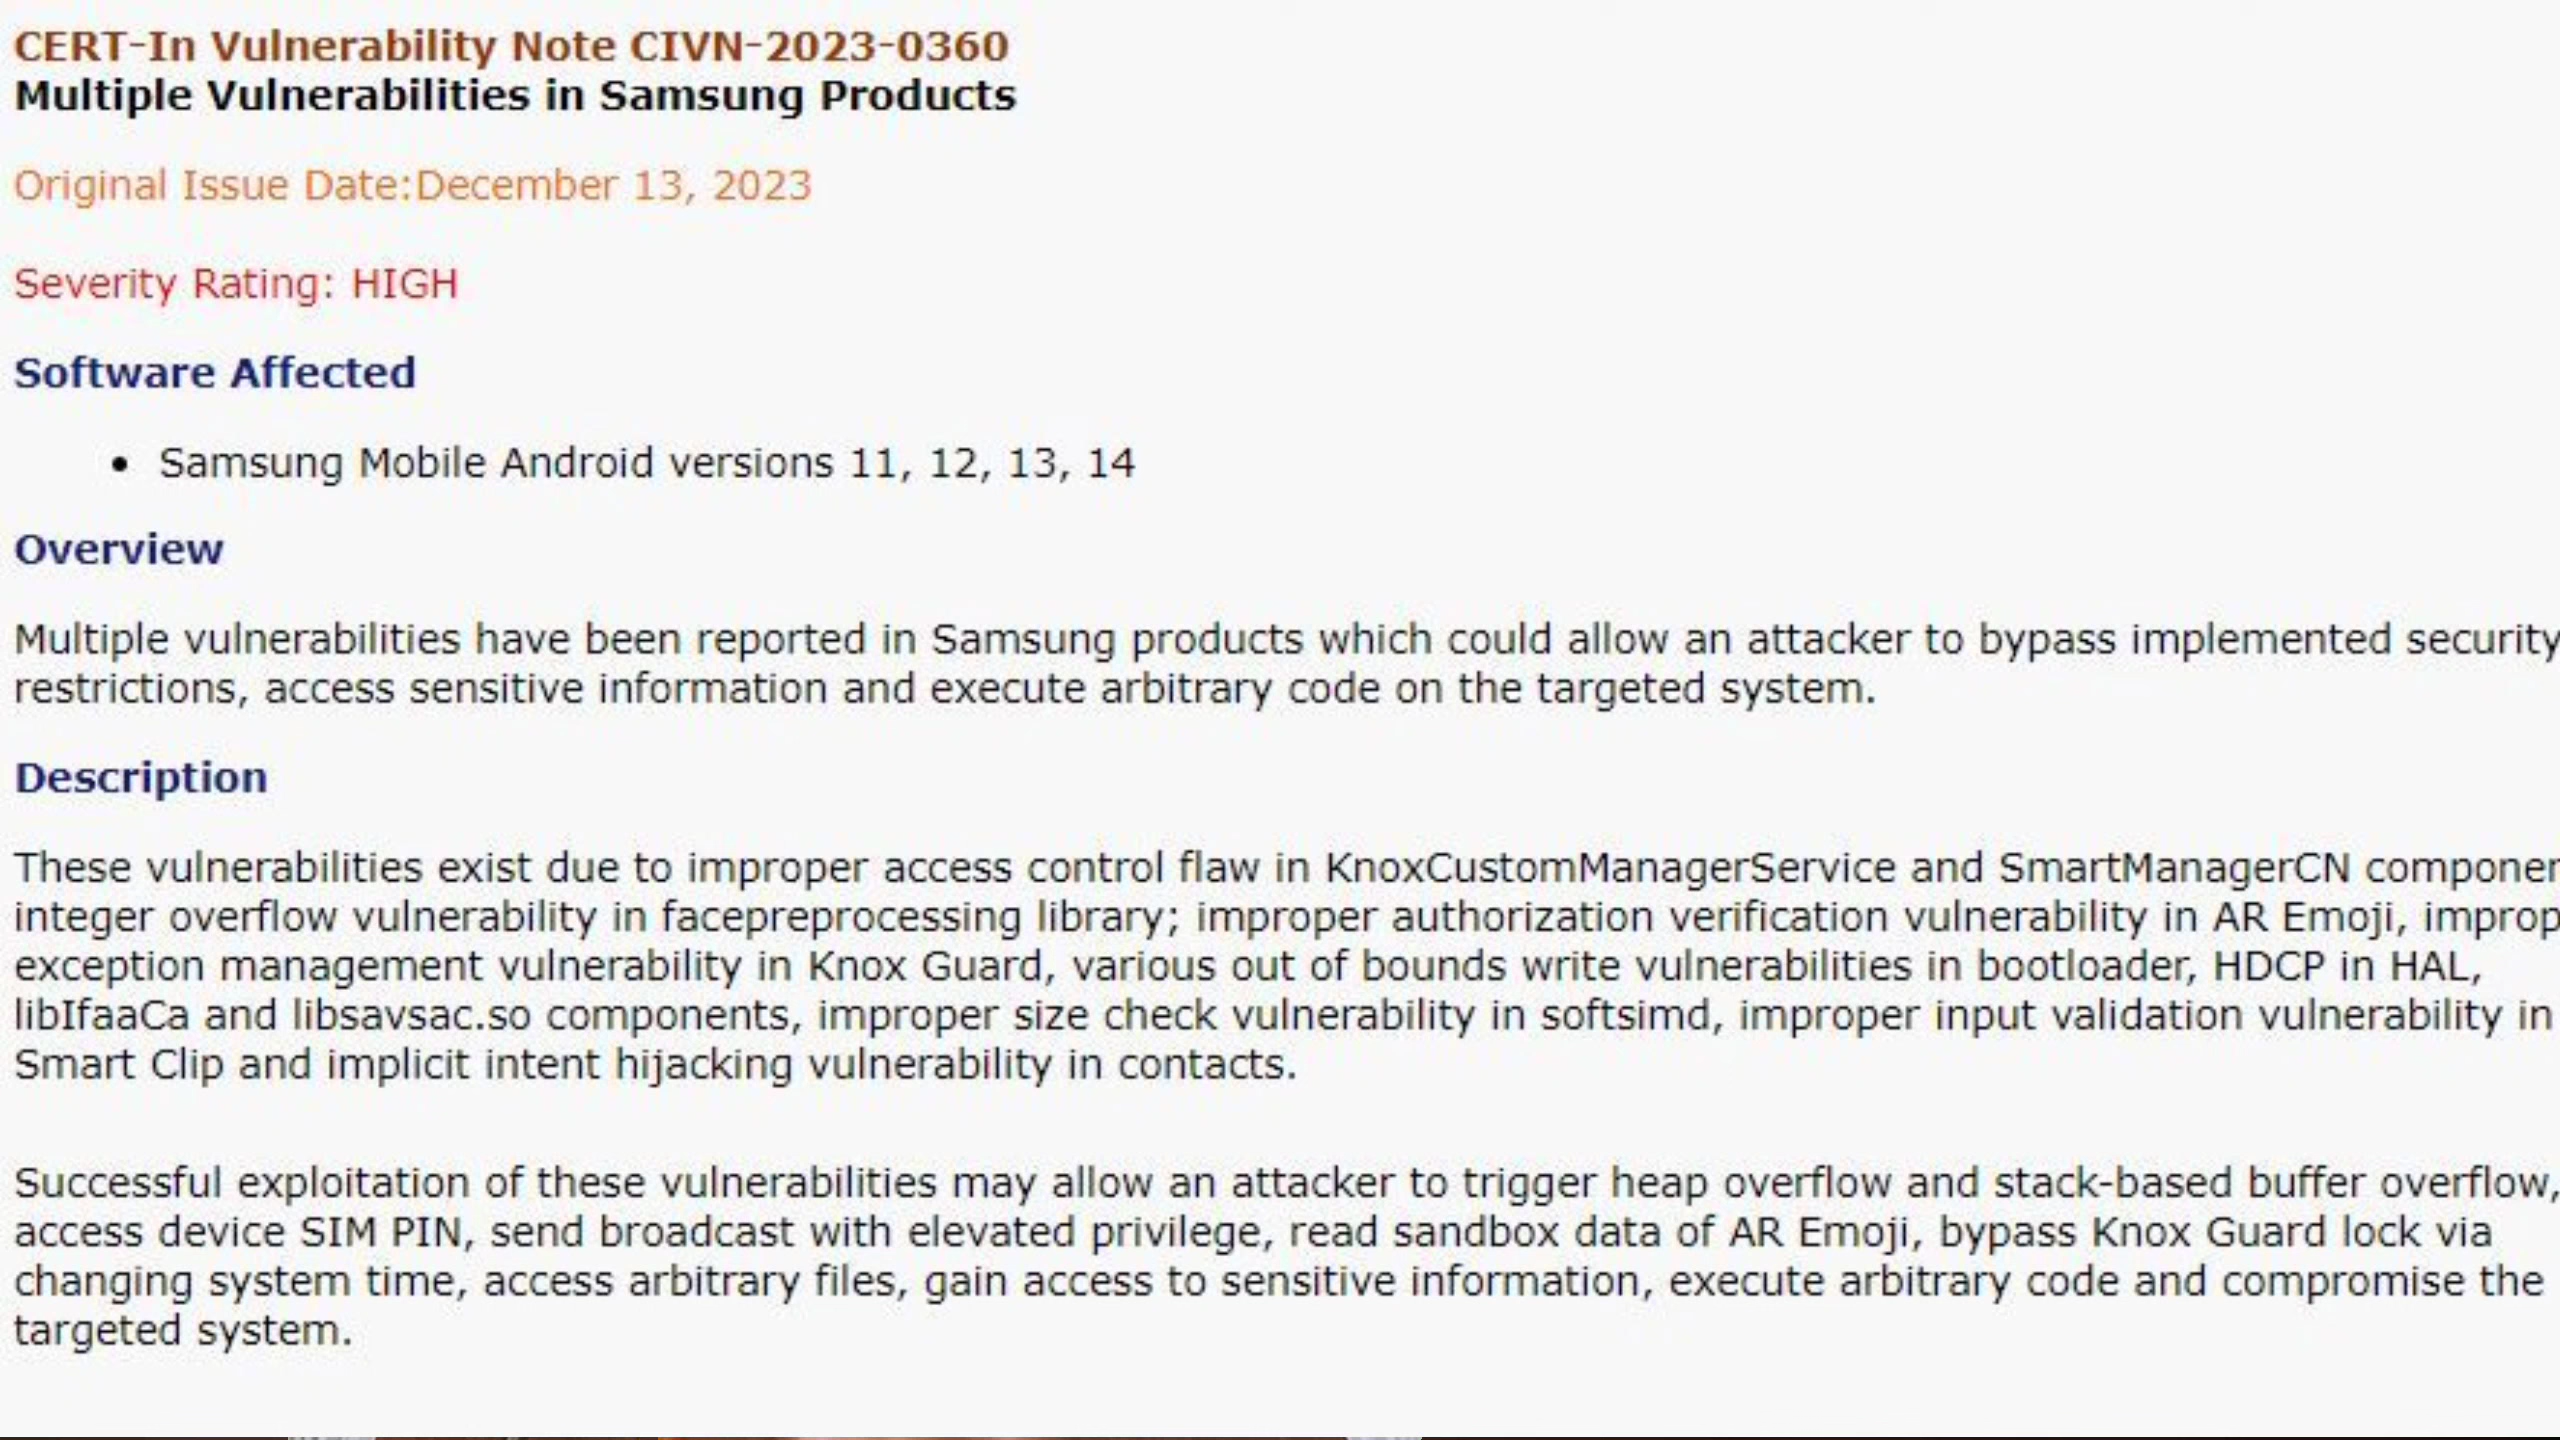 CERT-In Vulnerability Note CIVN-2023-0360
Multiple Vulnerabilities in Samsung Products
Original Issue Date:December 13, 2023
Severity Rating: HIGH
Software Affected
• Samsung Mobile Android versions 11, 12, 13, 14
Overview
Multiple vulnerabilities have been reported in Samsung products which could allow an attacker to bypass implemented security
restrictions, access sensitive information and execute arbitrary code on the targeted system.
Description
These vulnerabilities exist due to improper access control flaw in KnoxCustomManagerService and SmartManagerCN
integer overflow vulnerability in facepreprocessing library; improper authorization verification vulnerability in AR Emoji,
exception management vulnerability in Knox Guard, various out of bounds write vulnerabilities in bootloader, HDCP in HAL,
libIfaaCa and libsavsac.so components, improper size check vulnerability in softsimd, improper input validation vulnerability in
Smart Clip and implicit intent hijacking vulnerability in contacts.
Successful exploitation of these vulnerabilities may allow an attacker to trigger heap overflow and stack-based buffer overflow,
access device SIM PIN, send broadcast with elevated privilege, read sandbox data of AR Emoji, bypass Knox Guard lock via
changing system time, access arbitrary files, gain access to sensitive information, execute arbitrary code and compromise the
targeted system.